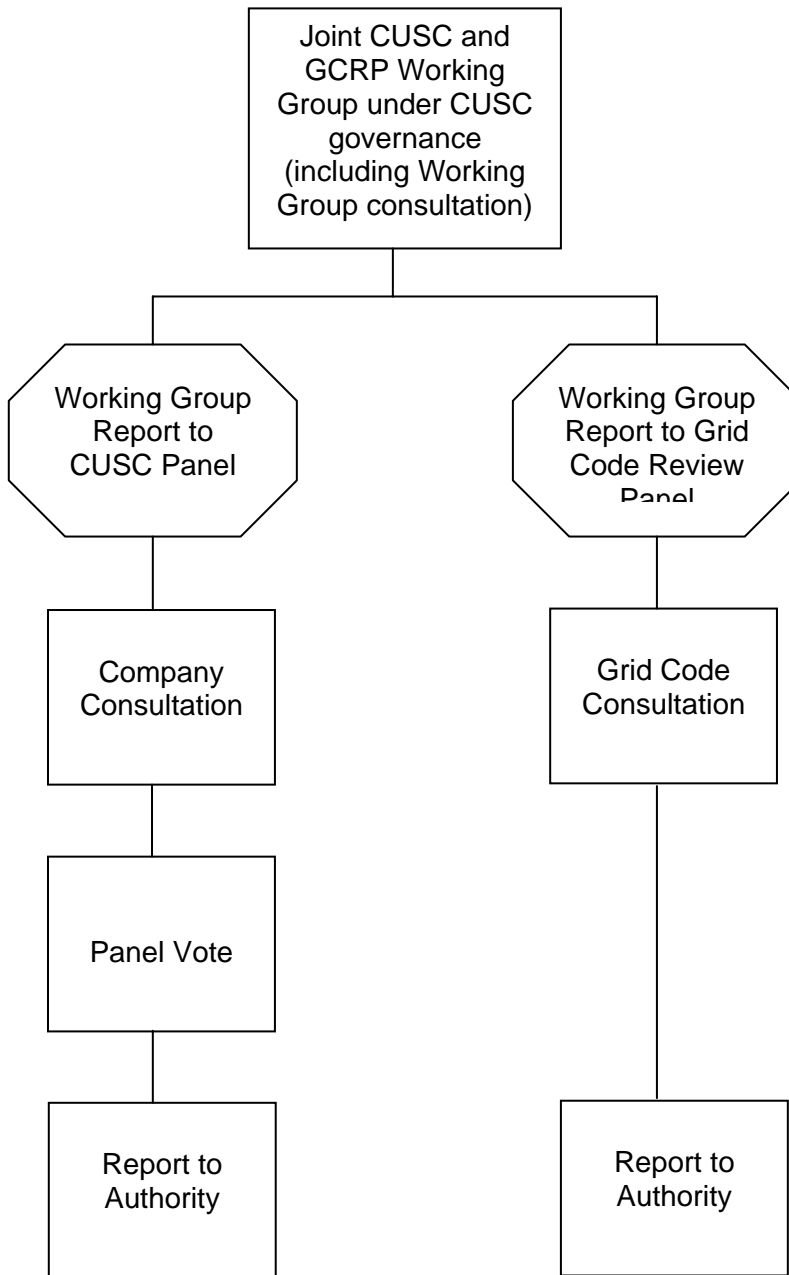 Joint CUSC and
GCRP Working
Group under CUSC
governance
(including Working
Group consultation)
Working Group
Report to
CUSC Panel
Working Group
Report to Grid
Code Review
Panel
Company
Consultation
Grid Code
Consultation
Panel Vote
Report to
Authority
Report to
Authority